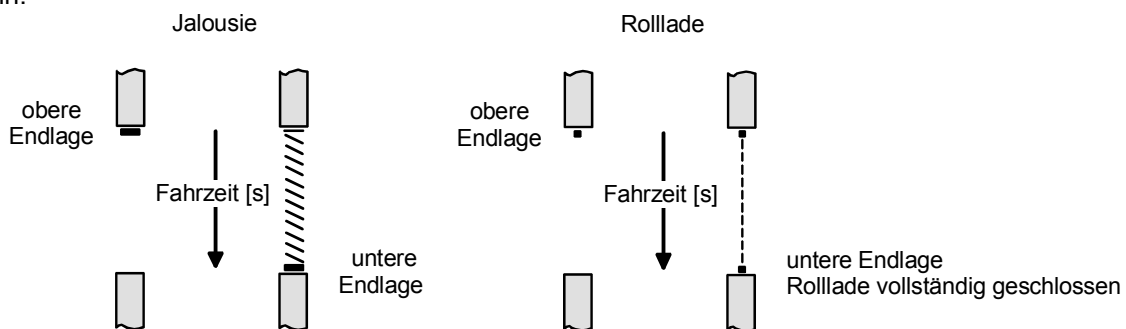 Jalousie
obere
Endlage
Fahrzeit [s]
untere
Endlage
Rolllade
obere
Endlage
Fahrzeit [s]
untere Endlage
Rolllade vollständig geschlossen